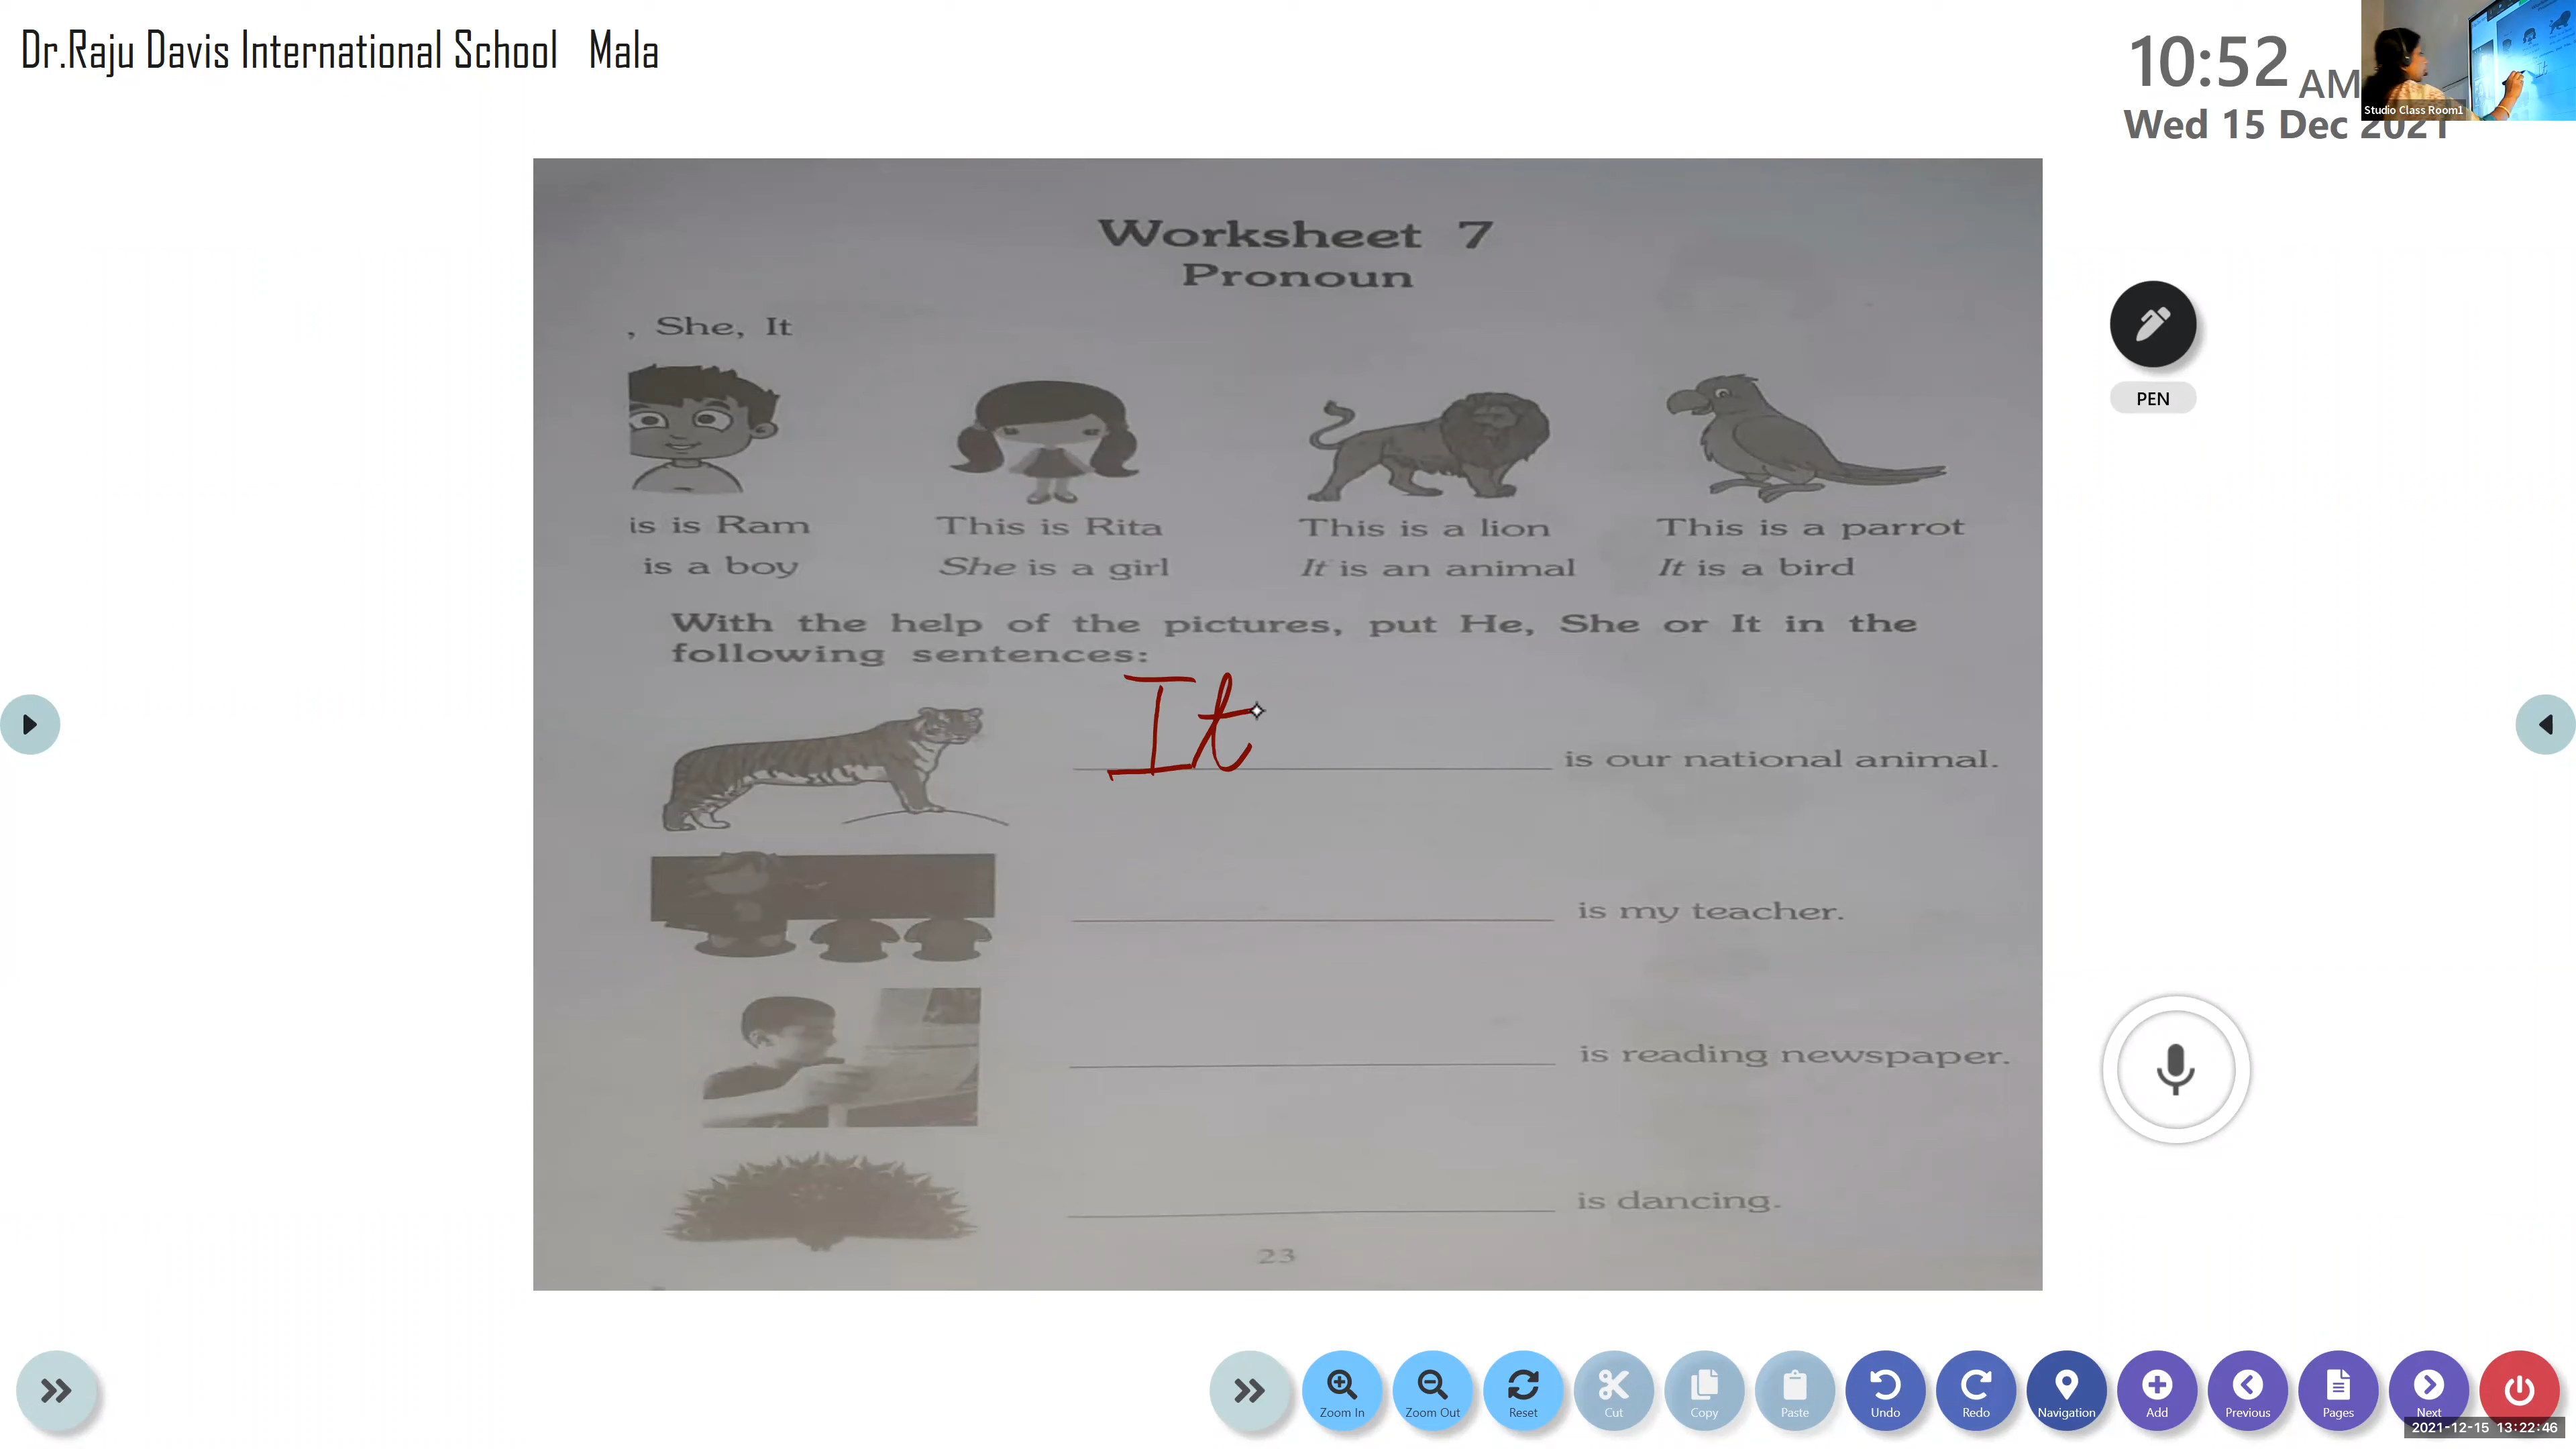 Dr.Raju Davis International School Mala
10:52 AM
Wed 15 Dec 2021
Studio Class Room1
Worksheet 7
Pronoun
, She, It
is is Ram
is a boy
This is Rita
She is a girl
This is a lion
It is an animal
This is a parrot
It is a bird
With the help of the pictures, put He, She or It in the
following sentences:
It is our national animal.
is my teacher.
is reading newspaper.
is dancing.
23
PEN
Zoom In
Zoom Out
Reset
Cut
Copy
Paste
Undo
Redo
Navigation
Add
Previous
Pages
Next
2021-12-15 13:22:46